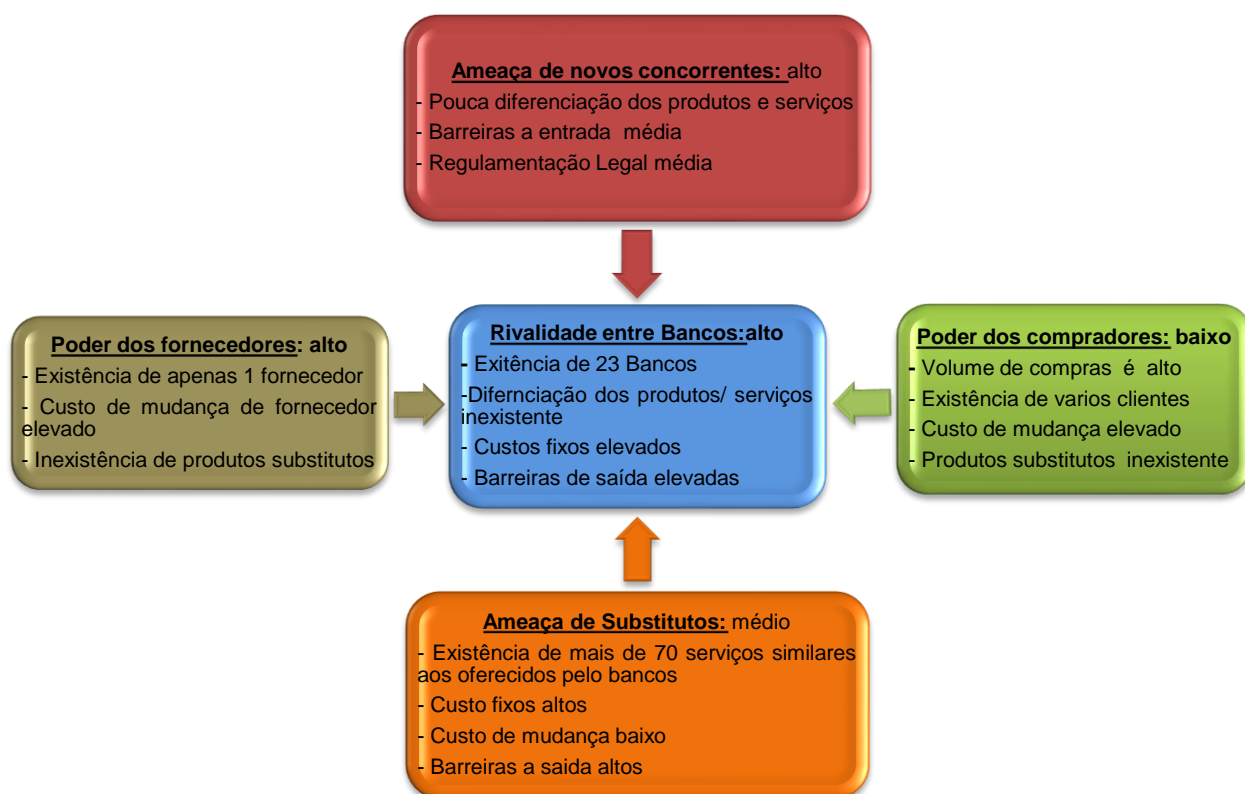 Ameaça de novos concorrentes: alto
- Pouca diferenciação dos produtos e serviços
- Barreiras a entrada média
- Regulamentação Legal média
Poder dos fornecedores: alto
- Existência de apenas 1 fornecedor
- Custo de mudança de fornecedor
elevado
- Inexistência de produtos substitutos
Rivalidade entre Bancos:alto
- Exitência de 23 Bancos
-Difernciação dos produtos/ serviços
inexistente
- Custos fixos elevados
- Barreiras de saída elevadas
Poder dos compradores: baixo
- Volume de compras é alto
- Existência de varios clientes
- Custo de mudança elevado
- Produtos substitutos inexistente
Ameaça de Substitutos: médio
- Existência de mais de 70 serviços similares
aos oferecidos pelo bancos
- Custo fixos altos
- Custo de mudança baixo
- Barreiras a saida altos